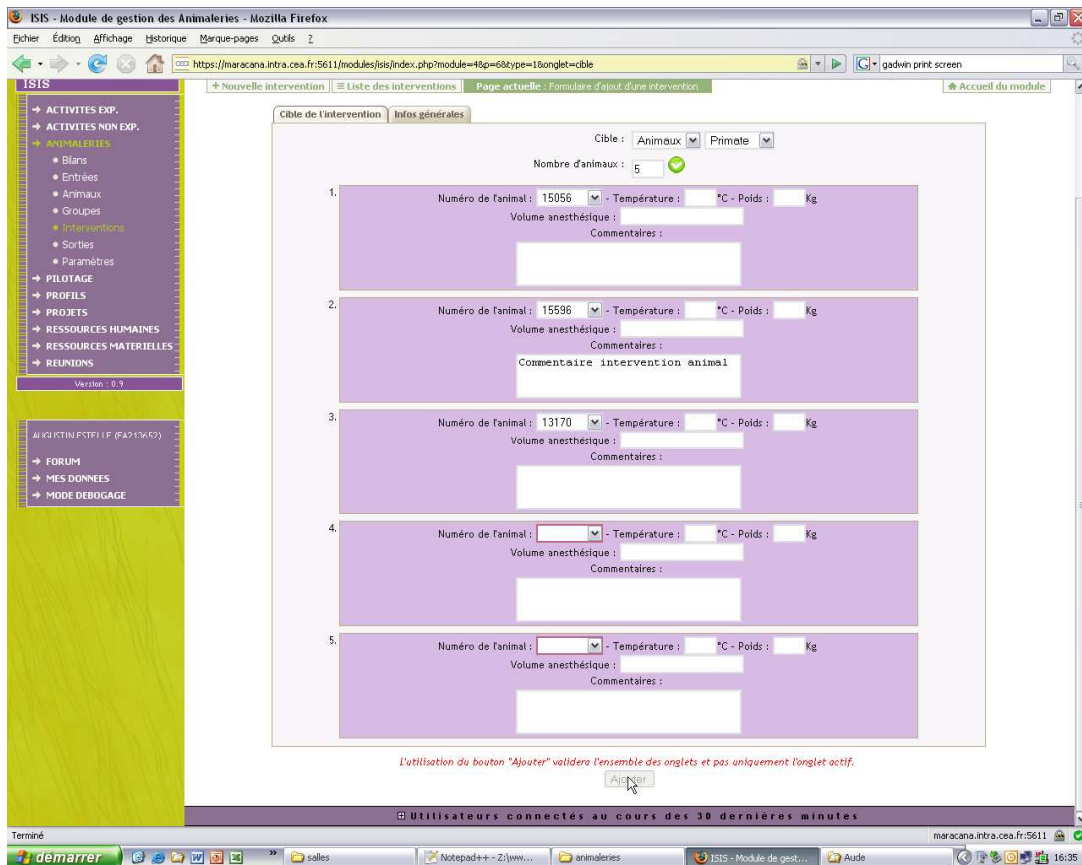 ISIS - Module de gestion des Animaleries - Mozilla Firefox
Fichier Édition Affichage Historique Marque-pages Outils ?
https://maracana.intra.cea.fr:5611/modules/isis/index.php?module=4&p=6&type=1&onglet=cible
gadwin print screen
ISIS
+ Nouvelle intervention
Liste des interventions
Page actuelle : Formulaire d'ajout d'une intervention
Accueil du module
ACTIVITES EXP.
ACTIVITES NON EXP.
ANIMALERIES
Bilans
Entrées
Animaux
Groupes
Interventions
Sorties
Paramètres
PILOTAGE
PROFILS
PROJETS
RESSOURCES HUMAINES
RESSOURCES MATERIELLES
REUNIONS
Version : 0.9
AUGUSTIN ESTELLE (EA213652)
FORUM
MES DONNEES
MODE DEBOGAGE
Cible de l'intervention Infos générales
Cible : Animaux Primate
Nombre d'animaux : 5
1. Numéro de l'animal : 15056 - Température : °C - Poids : Kg
Volume anesthésique :
Commentaires :
2. Numéro de l'animal : 15596 - Température : °C - Poids : Kg
Volume anesthésique :
Commentaires :
Commentaire intervention animal
3. Numéro de l'animal : 13170 - Température : °C - Poids : Kg
Volume anesthésique :
Commentaires :
4. Numéro de l'animal : - Température : °C - Poids : Kg
Volume anesthésique :
Commentaires :
5. Numéro de l'animal : - Température : °C - Poids : Kg
Volume anesthésique :
Commentaires :
L'utilisation du bouton "Ajouter" validera l'ensemble des onglets et pas uniquement l'onglet actif.
Ajouter
Utilisateurs connectés au cours des 30 dernières minutes
Terminé
maracana.intra.cea.fr:5611
démarrer
»
salles
Notepad++ - Z:\ww...
animaleries
ISIS - Module de gest...
Aude
16:35